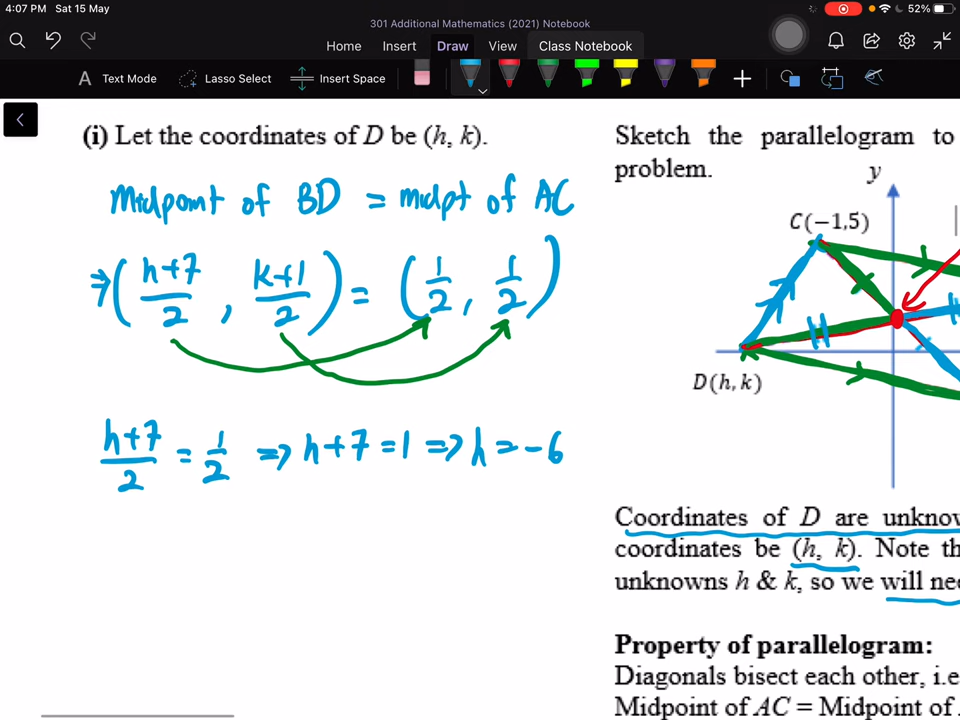 4:07 PM Sat 15 May
52%
301 Additional Mathematics (2021) Notebook
Home Insert Draw View Class Notebook
A Text Mode Lasso Select Insert Space
(i) Let the coordinates of D be (h, k).
Midpoint of BD = midpt of AC
⇒ ( h+7/2 , k+1/2 ) = ( 1/2 , 1/2 )
h+7/2 = 1/2 ⇒ h+7 = 1 ⇒ h = -6
Sketch the parallelogram to
problem.
y
C(−1,5)
D(h, k)
Coordinates of D are unknow
coordinates be (h, k). Note th
unknowns h & k, so we will nee
Property of parallelogram:
Diagonals bisect each other, i.e
Midpoint of AC = Midpoint of